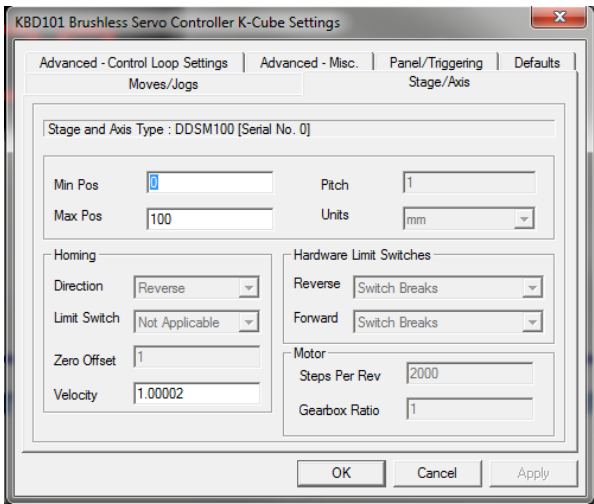 KBD101 Brushless Servo Controller K-Cube Settings
Advanced - Control Loop Settings Advanced - Misc. Panel/Triggering Defaults
Moves/Jogs Stage/Axis
Stage and Axis Type : DDSM100 [Serial No. 0]
Min Pos 0 Pitch 1
Max Pos 100 Units mm
Homing
Direction Reverse
Limit Switch Not Applicable
Zero Offset 1
Velocity 1.00002
Hardware Limit Switches
Reverse Switch Breaks
Forward Switch Breaks
Motor
Steps Per Rev 2000
Gearbox Ratio 1
OK Cancel Apply